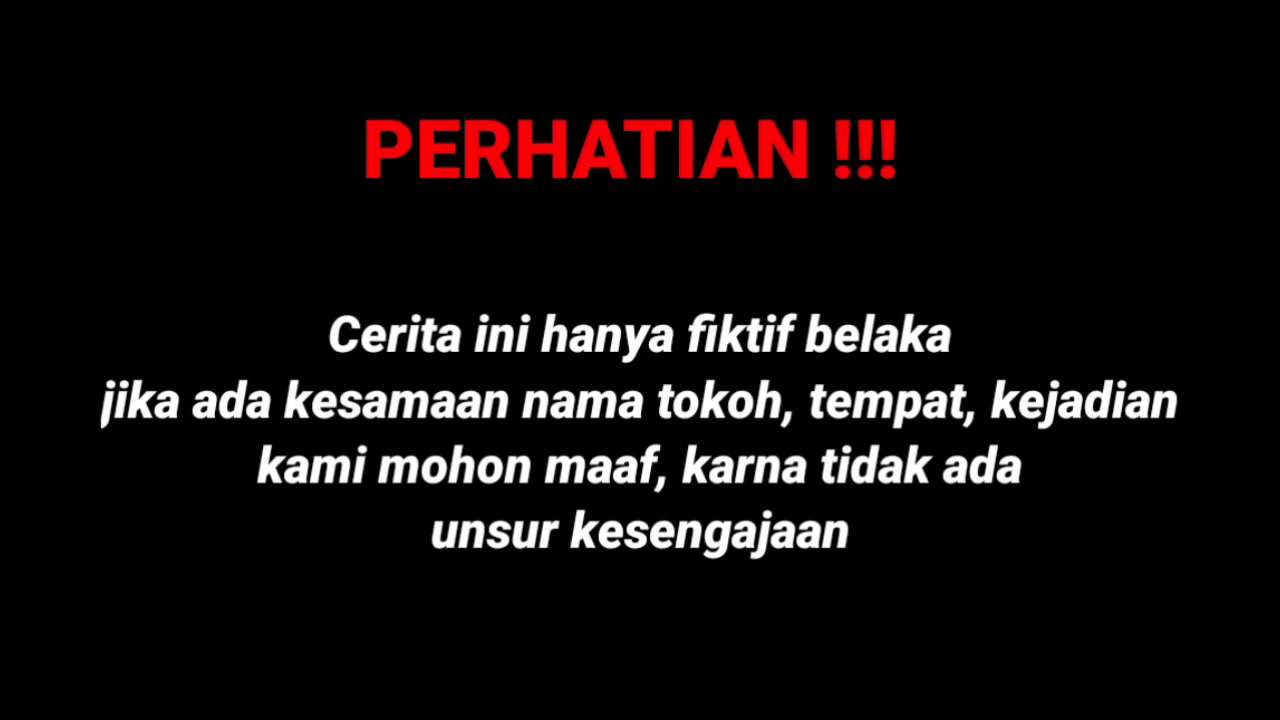 PERHATIAN !!!
Cerita ini hanya fiktif belaka
jika ada kesamaan nama tokoh, tempat, kejadian
kami mohon maaf, karna tidak ada
unsur kesengajaan